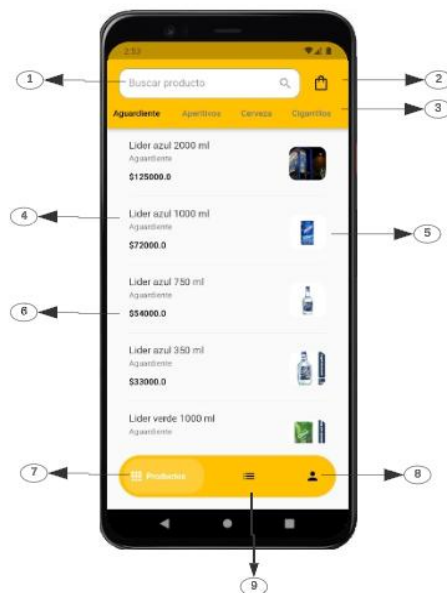 2:53
1
Buscar producto
2
3
Aguardiente Aperitivos Cerveza Cigarrillos
Lider azul 2000 ml
Aguardiente
$125000.0
4
Lider azul 1000 ml
Aguardiente
$72000.0
5
Lider azul 750 ml
Aguardiente
6
$54000.0
Lider azul 350 ml
Aguardiente
$33000.0
Lider verde 1000 ml
Aguardiente
7
Productos
8
9